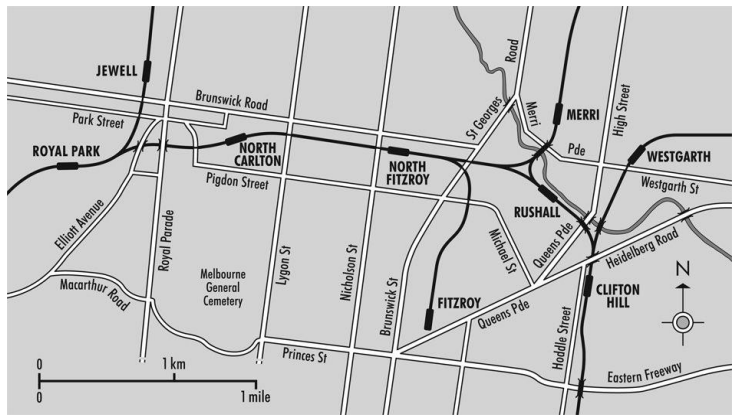 JEWELL
Brunswick Road
Park Street
ROYAL PARK
NORTH
CARLTON
Pigdon Street
NORTH
FITZROY
St Georges
Road
Merri
Pde
MERRI
High Street
WESTGARTH
Westgarth St
RUSHALL
Elliott Avenue
Royal Parade
Macarthur Road
Melbourne
General
Cemetery
Lygon St
Nicholson St
Brunswick St
Michael St
Queens Pde
Heidelberg Road
FITZROY
Queens Pde
CLIFTON
HILL
Hoddle Street
Princes St
Eastern Freeway
N
0
1 km
0
1 mile